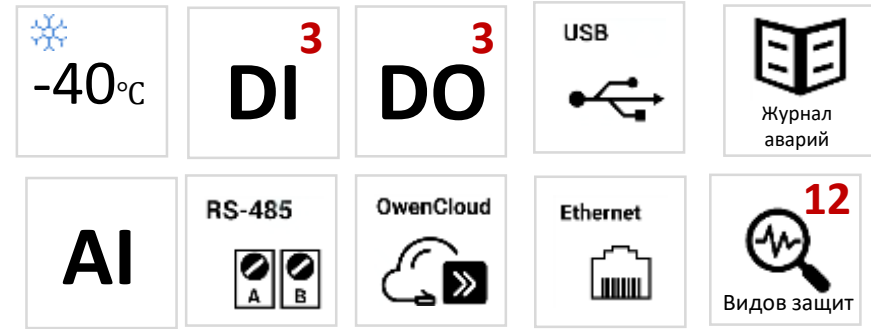 -40°C
DI 3
DO 3
USB
Журнал
аварий
AI
RS-485
A B
OwenCloud
Ethernet
12
Видов защит